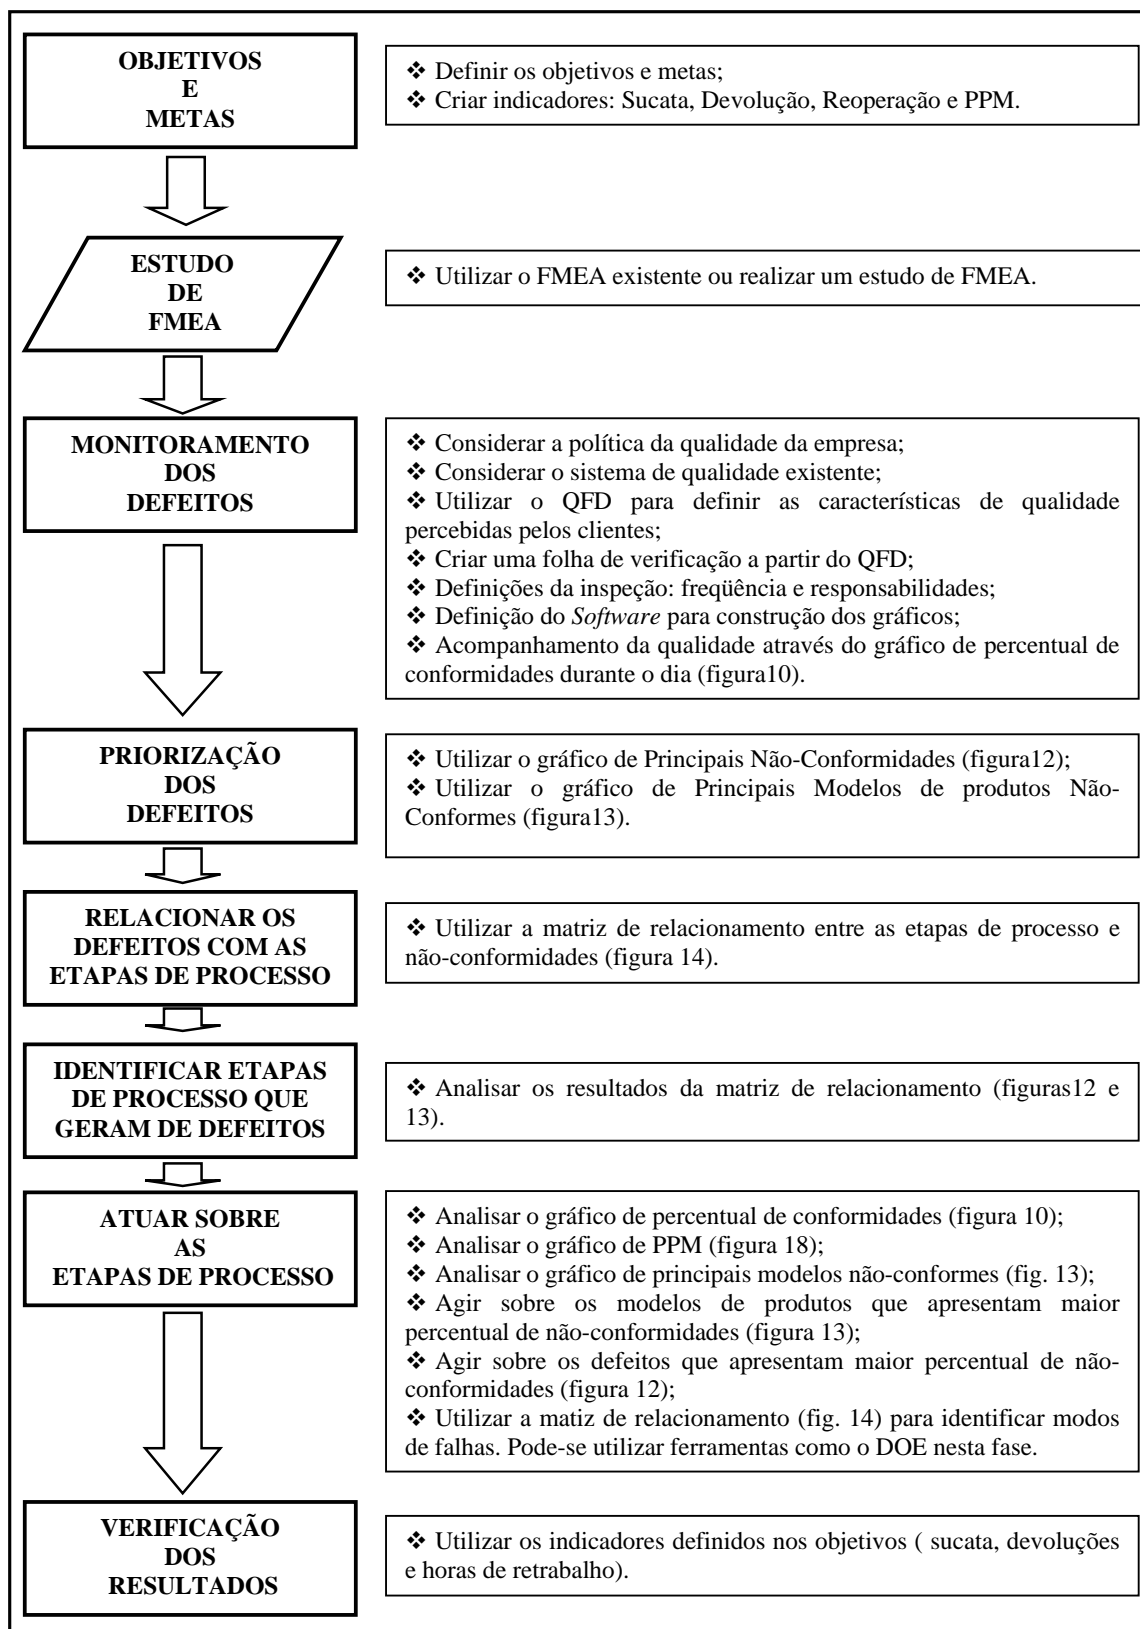 OBJETIVOS
E
METAS
❖ Definir os objetivos e metas;
❖ Criar indicadores: Sucata, Devolução, Reoperação e PPM.
ESTUDO
DE
FMEA
❖ Utilizar o FMEA existente ou realizar um estudo de FMEA.
MONITORAMENTO
DOS
DEFEITOS
❖ Considerar a política da qualidade da empresa;
❖ Considerar o sistema de qualidade existente;
❖ Utilizar o QFD para definir as características de qualidade
percebidas pelos clientes;
❖ Criar uma folha de verificação a partir do QFD;
❖ Definições da inspeção: freqüência e responsabilidades;
❖ Definição do Software para construção dos gráficos;
❖ Acompanhamento da qualidade através do gráfico de percentual de
conformidades durante o dia (figura10).
PRIORIZAÇÃO
DOS
DEFEITOS
❖ Utilizar o gráfico de Principais Não-Conformidades (figura12);
❖ Utilizar o gráfico de Principais Modelos de produtos Não-
Conformes (figura13).
RELACIONAR OS
DEFEITOS COM AS
ETAPAS DE PROCESSO
❖ Utilizar a matriz de relacionamento entre as etapas de processo e
não-conformidades (figura 14).
IDENTIFICAR ETAPAS
DE PROCESSO QUE
GERAM DE DEFEITOS
❖ Analisar os resultados da matriz de relacionamento (figuras12 e
13).
ATUAR SOBRE
AS
ETAPAS DE PROCESSO
❖ Analisar o gráfico de percentual de conformidades (figura 10);
❖ Analisar o gráfico de PPM (figura 18);
❖ Analisar o gráfico de principais modelos não-conformes (fig. 13);
❖ Agir sobre os modelos de produtos que apresentam maior
percentual de não-conformidades (figura 13);
❖ Agir sobre os defeitos que apresentam maior percentual de não-
conformidades (figura 12);
❖ Utilizar a matiz de relacionamento (fig. 14) para identificar modos
de falhas. Pode-se utilizar ferramentas como o DOE nesta fase.
VERIFICAÇÃO
DOS
RESULTADOS
❖ Utilizar os indicadores definidos nos objetivos ( sucata, devoluções
e horas de retrabalho).